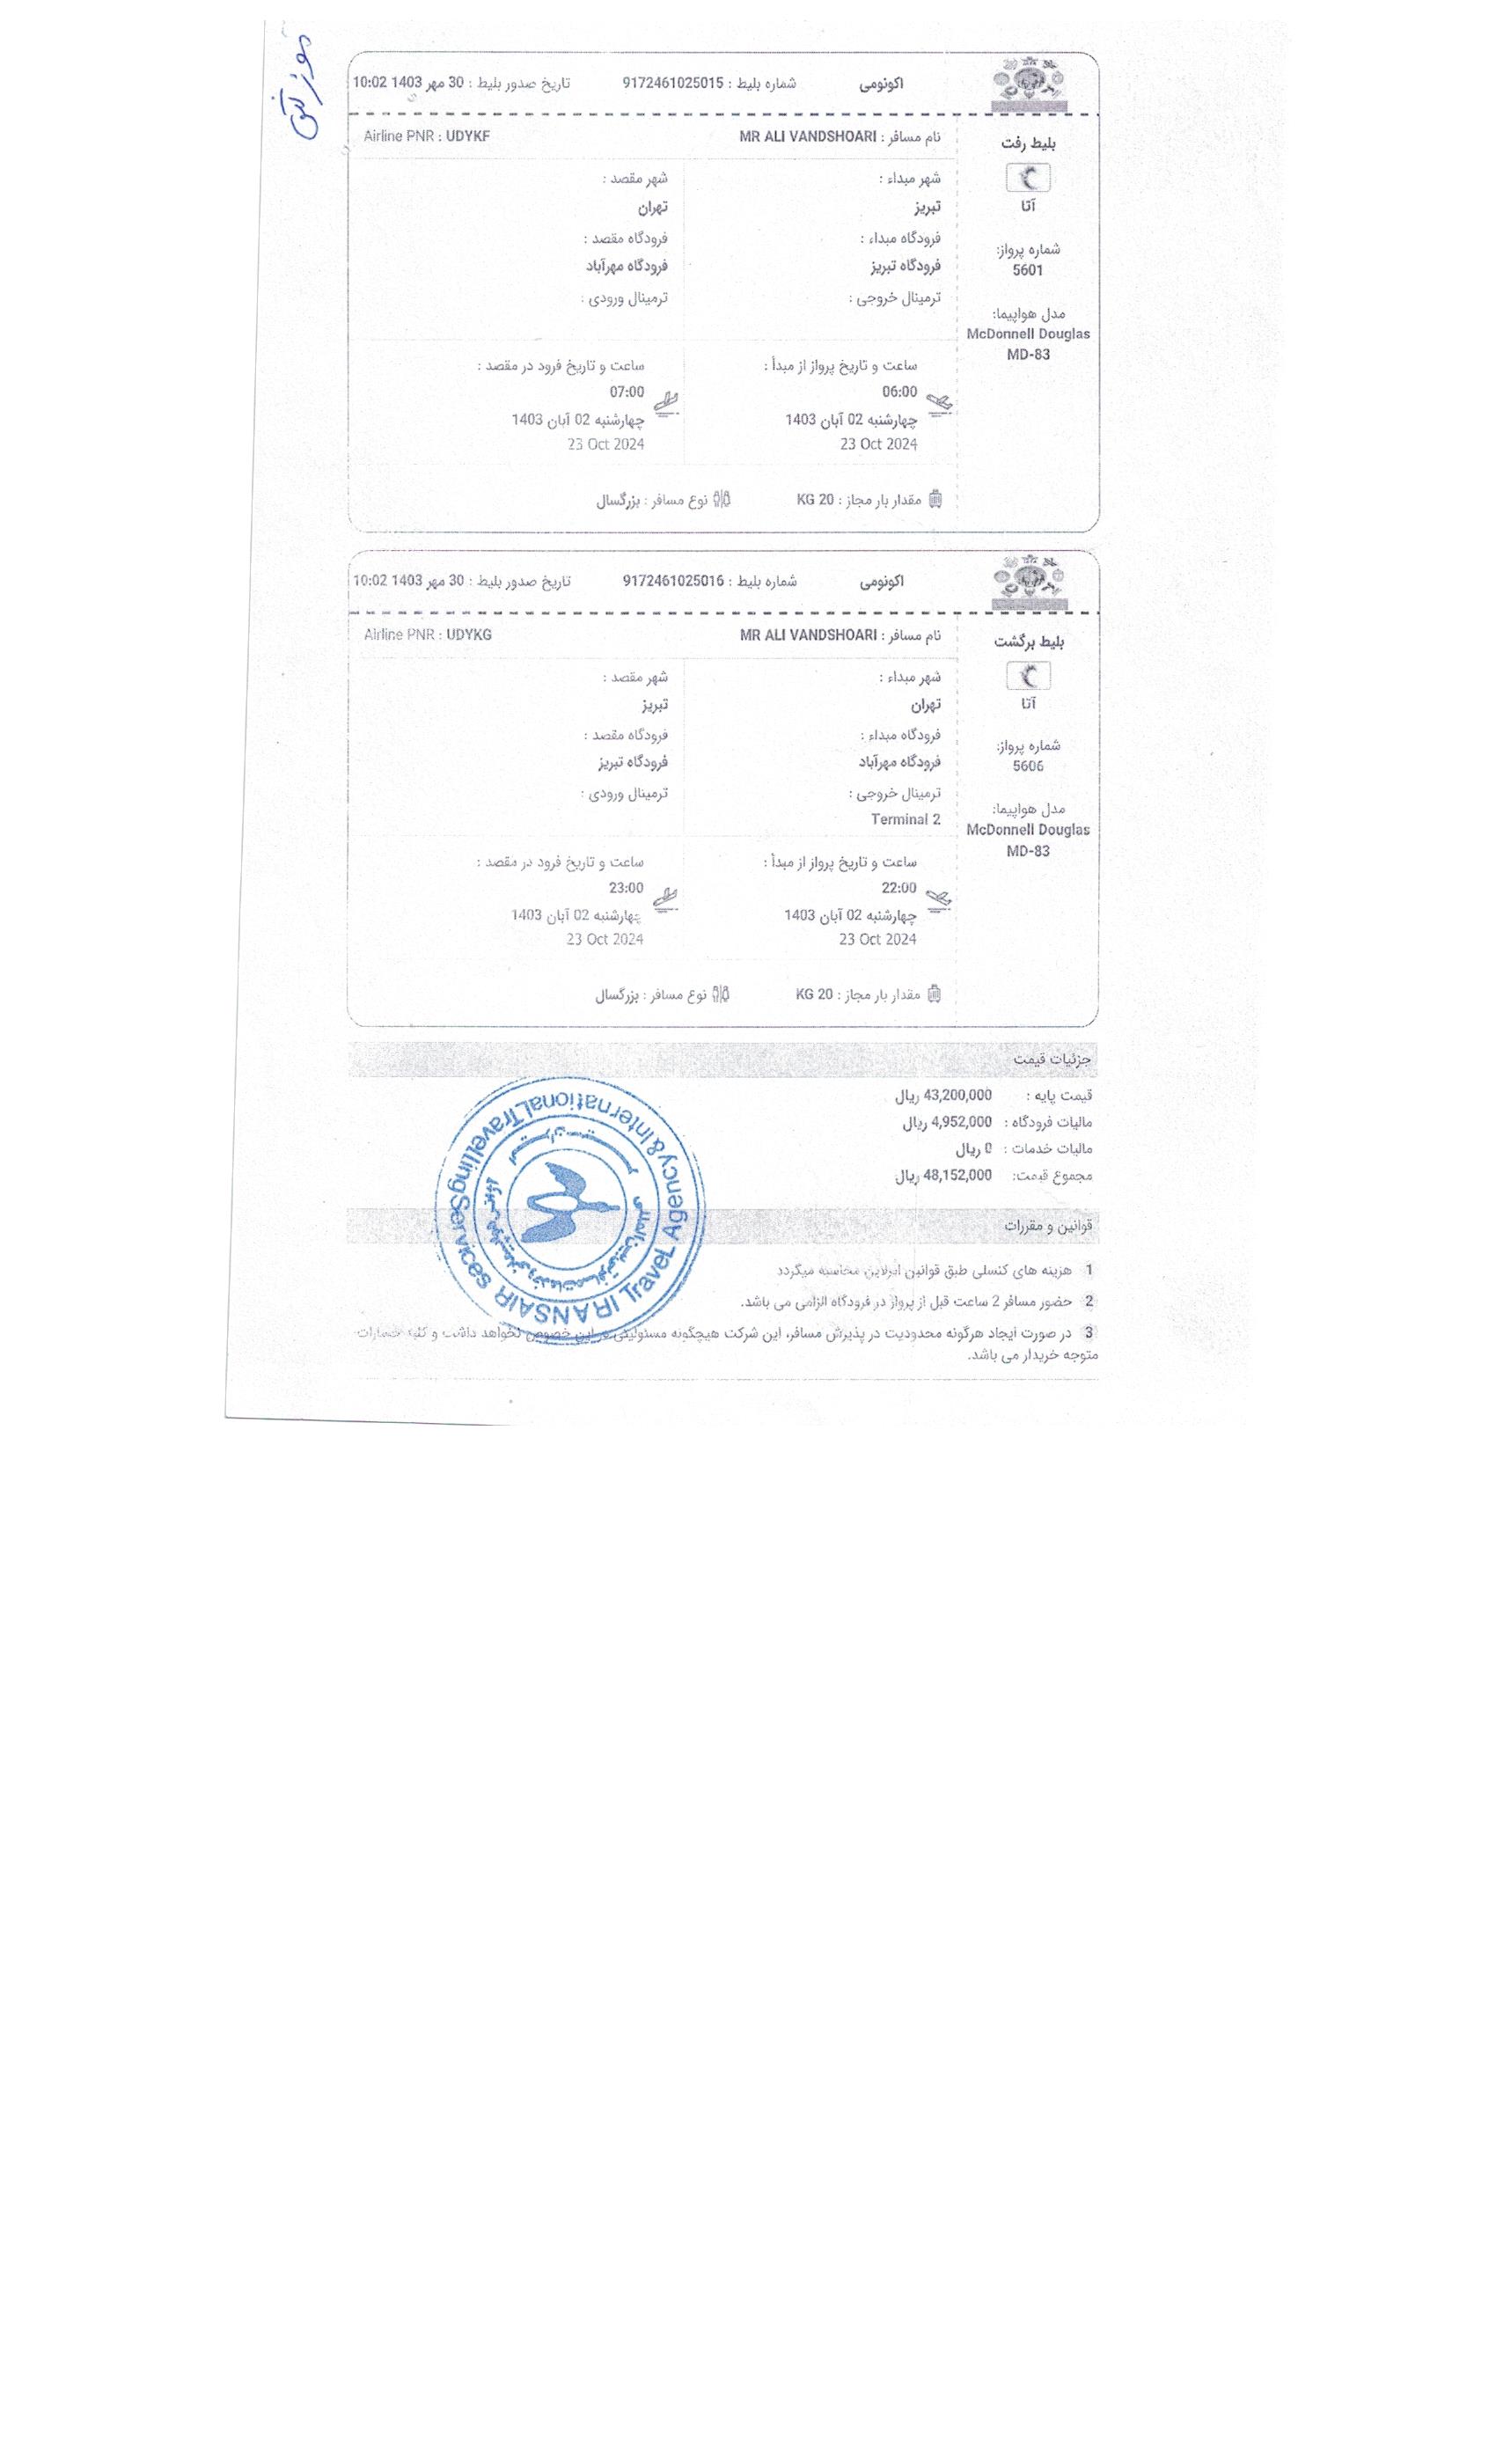 اکونومی شماره بلیط : 9172461025015 تاریخ صدور بلیط : 30 مهر 1403 10:02
بلیط رفت
آتا
شماره پرواز:
5601
مدل هواپیما:
McDonnell Douglas
MD-83
نام مسافر : MR ALI VANDSHOARI Airline PNR : UDYKF
شهر مبداء : شهر مقصد :
تبریز تهران
فرودگاه مبداء : فرودگاه مقصد :
فرودگاه تبریز فرودگاه مهرآباد
ترمینال خروجی : ترمینال ورودی :
ساعت و تاریخ پرواز از مبدأ : ساعت و تاریخ فرود در مقصد :
06:00 07:00
چهارشنبه 02 آبان 1403 چهارشنبه 02 آبان 1403
23 Oct 2024 23 Oct 2024
مقدار بار مجاز : 20 KG نوع مسافر : بزرگسال
اکونومی شماره بلیط : 9172461025016 تاریخ صدور بلیط : 30 مهر 1403 10:02
بلیط برگشت
آتا
شماره پرواز:
5606
مدل هواپیما:
McDonnell Douglas
MD-83
نام مسافر : MR ALI VANDSHOARI Airline PNR : UDYKG
شهر مبداء : شهر مقصد :
تهران تبریز
فرودگاه مبداء : فرودگاه مقصد :
فرودگاه مهرآباد فرودگاه تبریز
ترمینال خروجی : ترمینال ورودی :
Terminal 2
ساعت و تاریخ پرواز از مبدأ : ساعت و تاریخ فرود در مقصد :
22:00 23:00
چهارشنبه 02 آبان 1403 چهارشنبه 02 آبان 1403
23 Oct 2024 23 Oct 2024
مقدار بار مجاز : 20 KG نوع مسافر : بزرگسال
جزئیات قیمت
قیمت پایه : 43,200,000 ریال
مالیات فرودگاه : 4,952,000 ریال
مالیات خدمات : 0 ریال
مجموع قیمت: 48,152,000 ریال
قوانین و مقررات
1 هزینه های کنسلی طبق قوانین ایرلاین محاسبه میگردد
2 حضور مسافر 2 ساعت قبل از پرواز در فرودگاه الزامی می باشد.
3 در صورت ایجاد هرگونه محدودیت در پذیرش مسافر، این شرکت هیچگونه مسئولیتی در این خصوص نخواهد داشت و کلیه خسارات
متوجه خریدار می باشد.
IRANSAIR Travel Agency & International Travelling Services